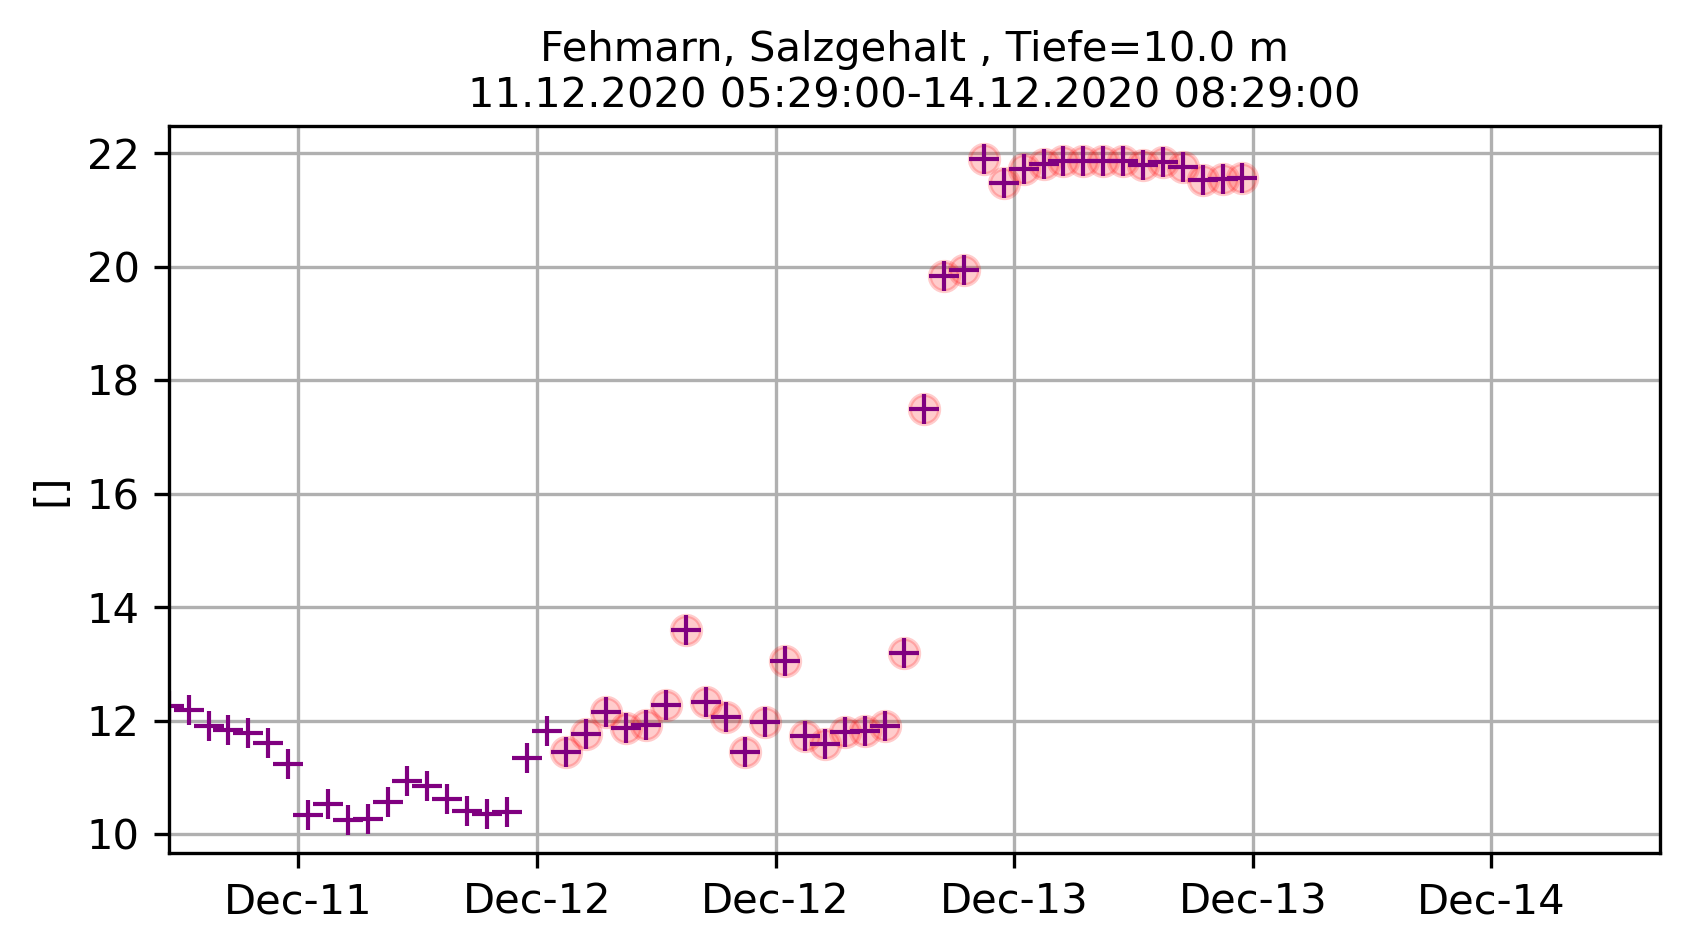 Fehmarn, Salzgehalt , Tiefe=10.0 m
11.12.2020 05:29:00-14.12.2020 08:29:00
22
20
18
16
14
12
10
[]
Dec-11 Dec-12 Dec-12 Dec-13 Dec-13 Dec-14